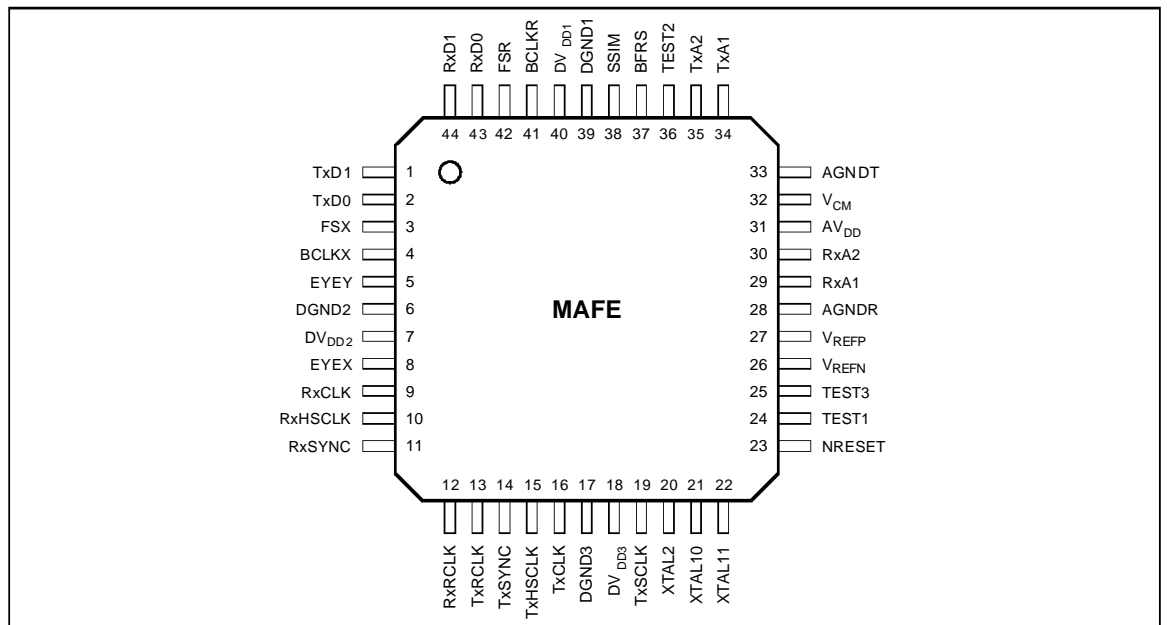 RxD1 RxD0 FSR BCLKR DVDD1 DGND1 SSIM BFRS TEST2 TxA2 TxA1
44 43 42 41 40 39 38 37 36 35 34
TxD1 1 33 AGNDT
TxD0 2 32 VCM
FSX 3 31 AVDD
BCLKX 4 30 RxA2
EYEY 5 29 RxA1
DGND2 6 MAFE 28 AGNDR
DVDD2 7 27 VREFP
EYEX 8 26 VREFN
RxCLK 9 25 TEST3
RxHSCLK 10 24 TEST1
RxSYNC 11 23 NRESET
12 13 14 15 16 17 18 19 20 21 22
RxRCLK TxRCLK TxSYNC TxHSCLK TxCLK DGND3 DVDD3 TxSCLK XTAL2 XTAL10 XTAL11